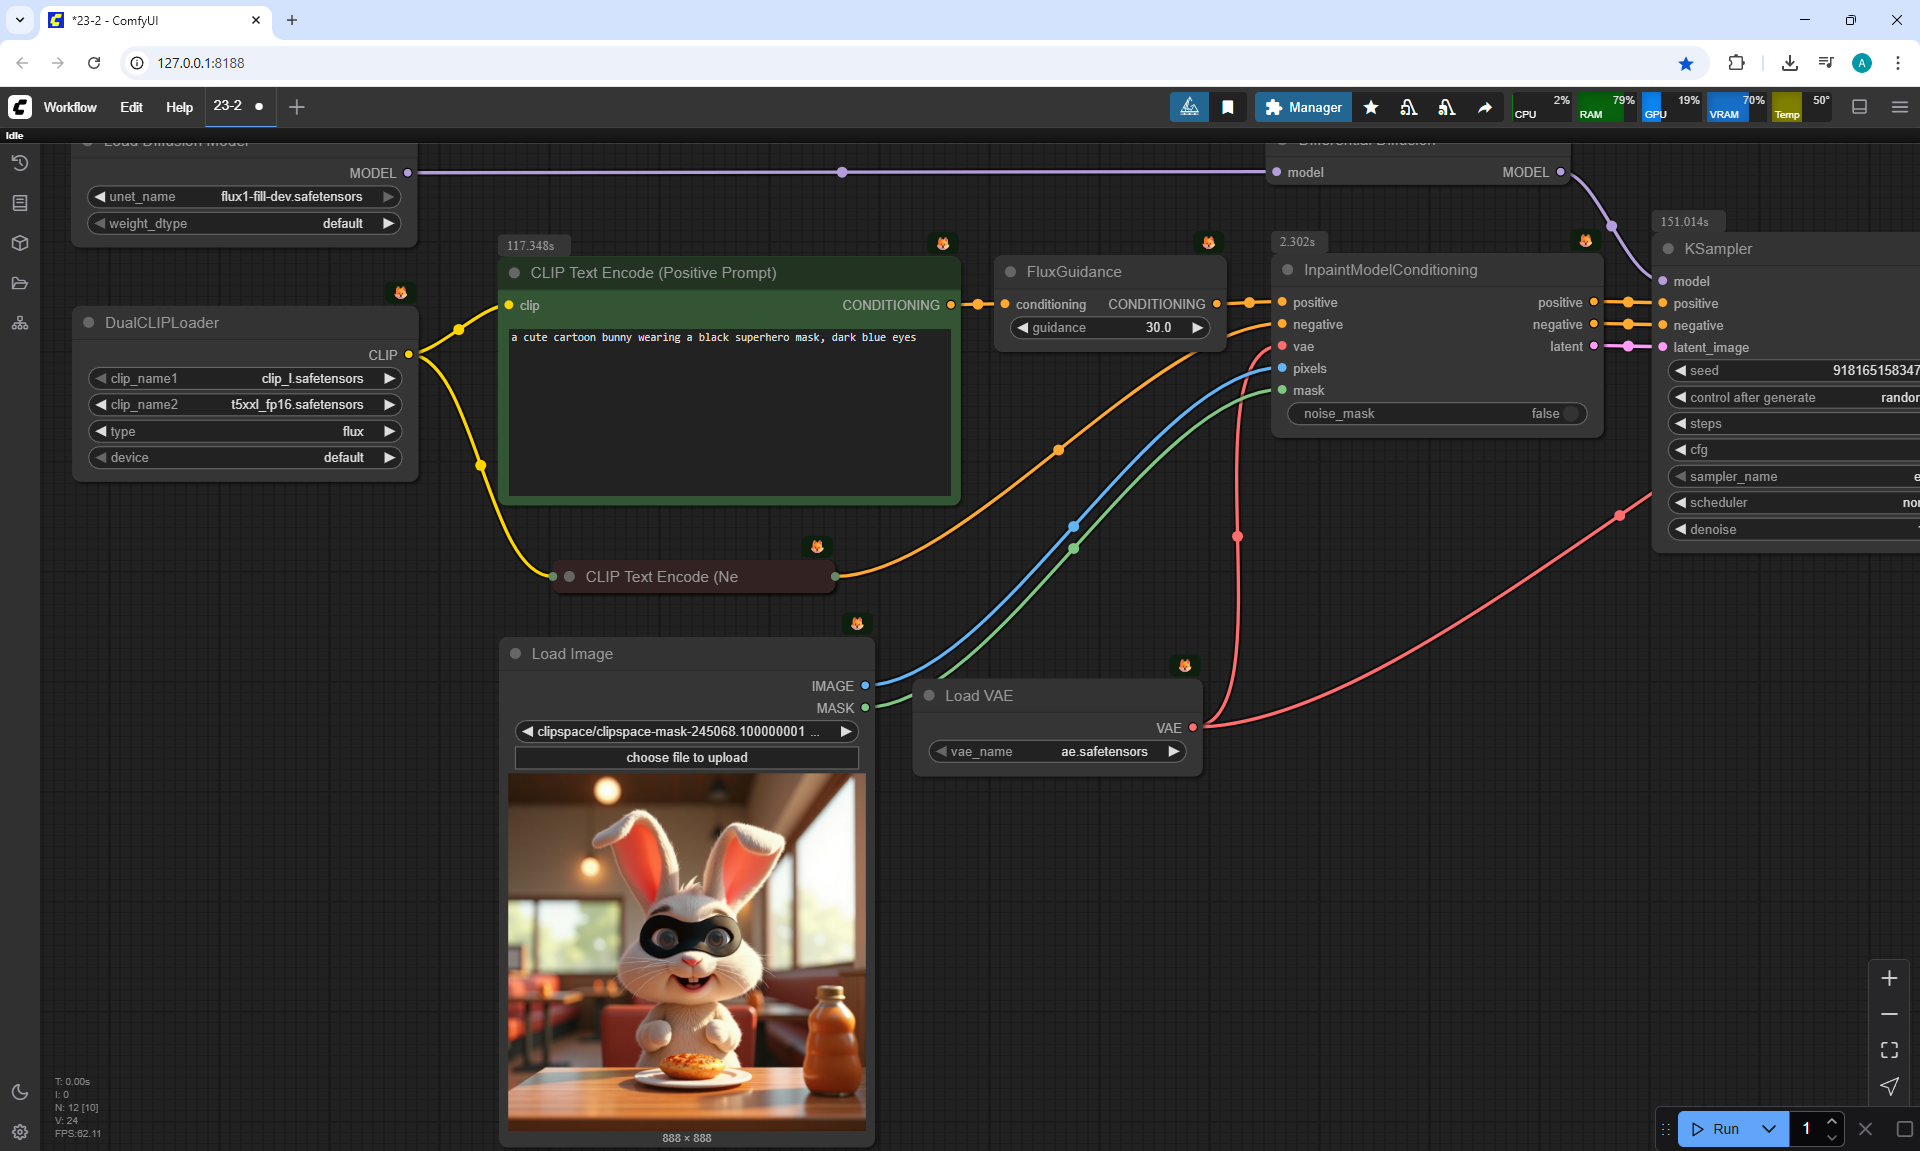 *23-2 - ComfyUI
127.0.0.1:8188
Workflow Edit Help 23-2
Manager
CPU 2% RAM 79% GPU 19% VRAM 70% Temp 50°
Idle
Load Diffusion Model
MODEL
unet_name flux1-fill-dev.safetensors
weight_dtype default
Differential Diffusion
model MODEL
DualCLIPLoader
CLIP
clip_name1 clip_l.safetensors
clip_name2 t5xxl_fp16.safetensors
type flux
device default
117.348s
CLIP Text Encode (Positive Prompt)
clip CONDITIONING
a cute cartoon bunny wearing a black superhero mask, dark blue eyes
FluxGuidance
conditioning CONDITIONING
guidance 30.0
2.302s
InpaintModelConditioning
positive positive
negative negative
vae latent
pixels
mask
noise_mask false
151.014s
KSampler
model
positive
negative
latent_image
seed 918165158347
control after generate randor
steps
cfg
sampler_name e
scheduler nor
denoise
CLIP Text Encode (Ne
Load Image
IMAGE
MASK
clipspace/clipspace-mask-245068.100000001 ...
choose file to upload
888 × 888
Load VAE
VAE
vae_name ae.safetensors
T: 0.00s
I: 0
N: 12 [10]
V: 24
FPS:62.11
Run 1
A